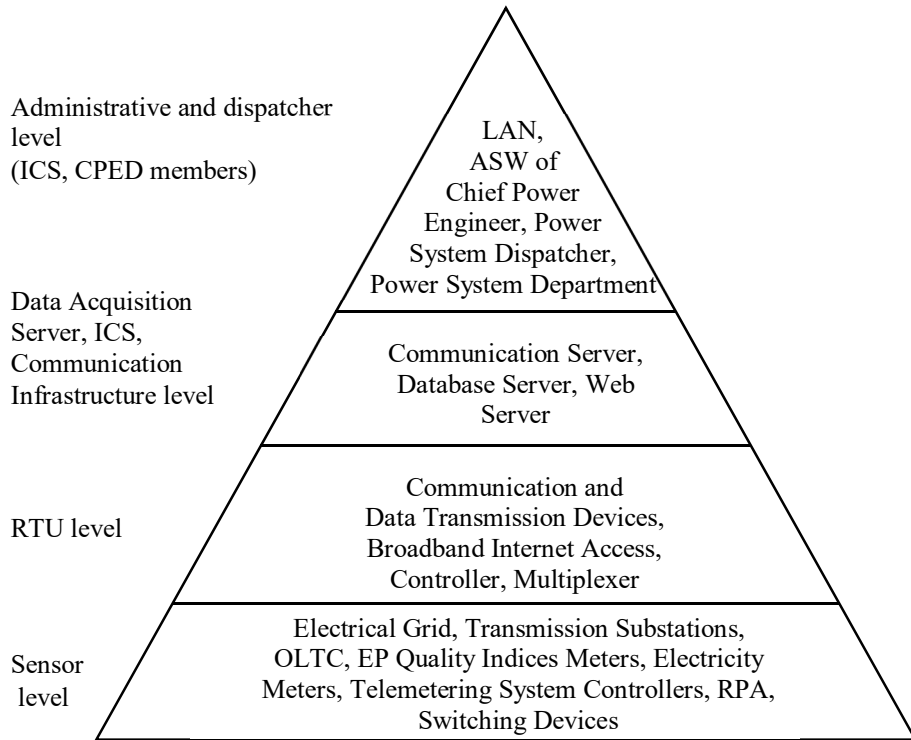 Administrative and dispatcher
level
(ICS, CPED members)
LAN,
ASW of
Chief Power
Engineer, Power
System Dispatcher,
Power System Department
Data Acquisition
Server, ICS,
Communication
Infrastructure level
Communication Server,
Database Server, Web
Server
RTU level
Communication and
Data Transmission Devices,
Broadband Internet Access,
Controller, Multiplexer
Sensor
level
Electrical Grid, Transmission Substations,
OLTC, EP Quality Indices Meters, Electricity
Meters, Telemetering System Controllers, RPA,
Switching Devices